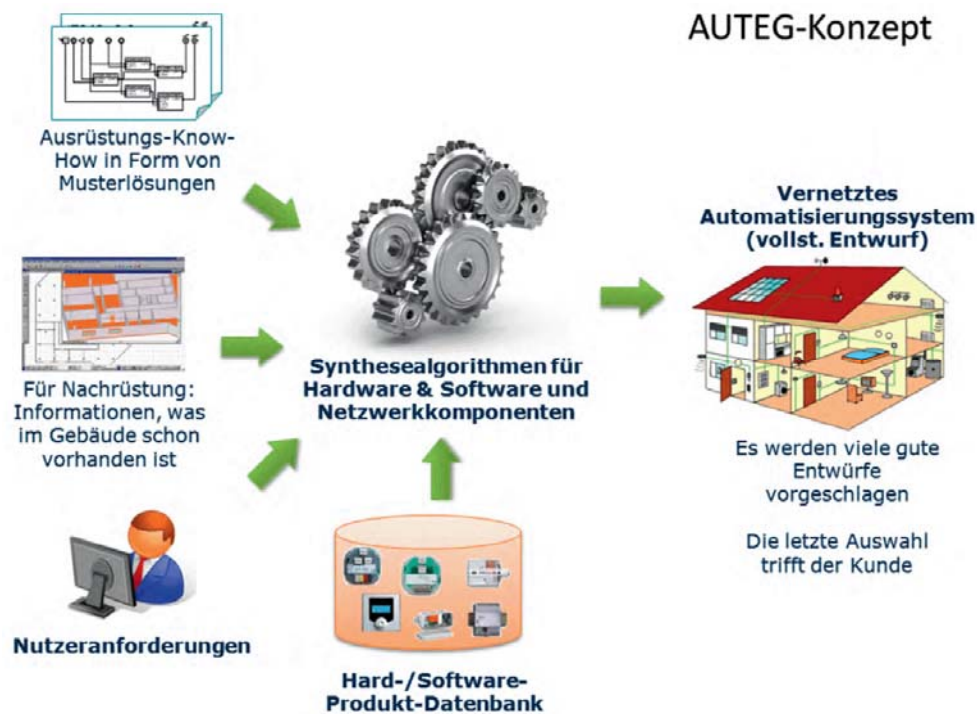 AUTEG-Konzept
Ausrüstungs-Know-
How in Form von
Musterlösungen
Für Nachrüstung:
Informationen, was
im Gebäude schon
vorhanden ist
Nutzeranforderungen
Synthesealgorithmen für
Hardware & Software und
Netzwerkkomponenten
Hard-/Software-
Produkt-Datenbank
Vernetztes
Automatisierungssystem
(vollst. Entwurf)
Es werden viele gute
Entwürfe
vorgeschlagen
Die letzte Auswahl
trifft der Kunde